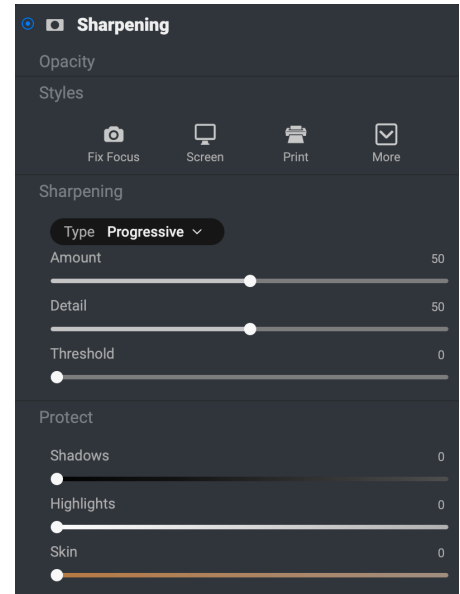 Sharpening
Opacity
Styles
Fix Focus Screen Print More
Sharpening
Type Progressive
Amount 50
Detail 50
Threshold 0
Protect
Shadows 0
Highlights 0
Skin 0